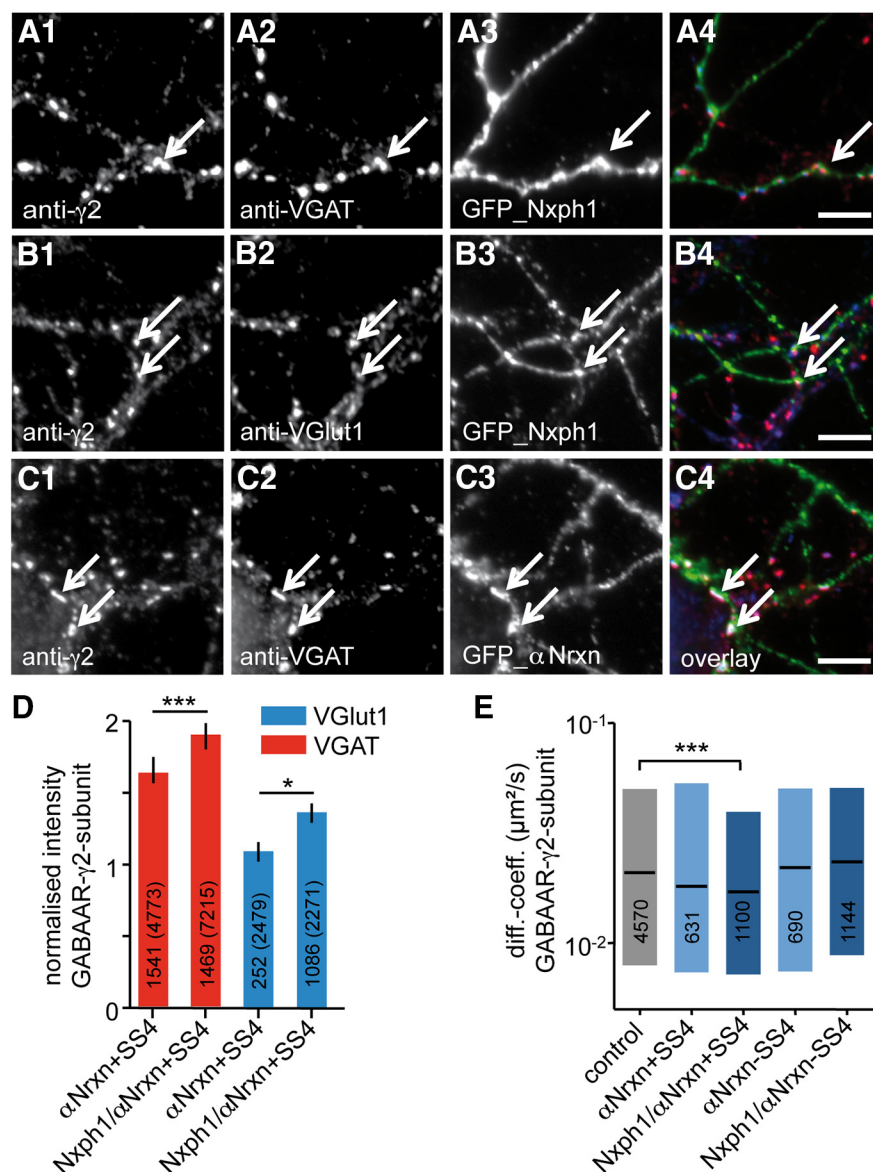 A1
A2
A3
A4
anti-γ2
anti-VGAT
GFP_Nxph1
B1
B2
B3
B4
anti-γ2
anti-VGlut1
GFP_Nxph1
C1
C2
C3
C4
anti-γ2
anti-VGAT
GFP_αNrxn
overlay
D
normalised intensity
GABAAR-γ2-subunit
2
1
0
***
*
VGlut1
VGAT
1541 (4773)
1469 (7215)
252 (2479)
1086 (2271)
αNrxn+SS4
Nxph1/αNrxn+SS4
αNrxn+SS4
Nxph1/αNrxn+SS4
E
diff.-coeff. (μm²/s)
GABAAR-γ2-subunit
10⁻¹
10⁻²
***
4570
631
1100
690
1144
control
αNrxn+SS4
Nxph1/αNrxn+SS4
αNrxn-SS4
Nxph1/αNrxn-SS4